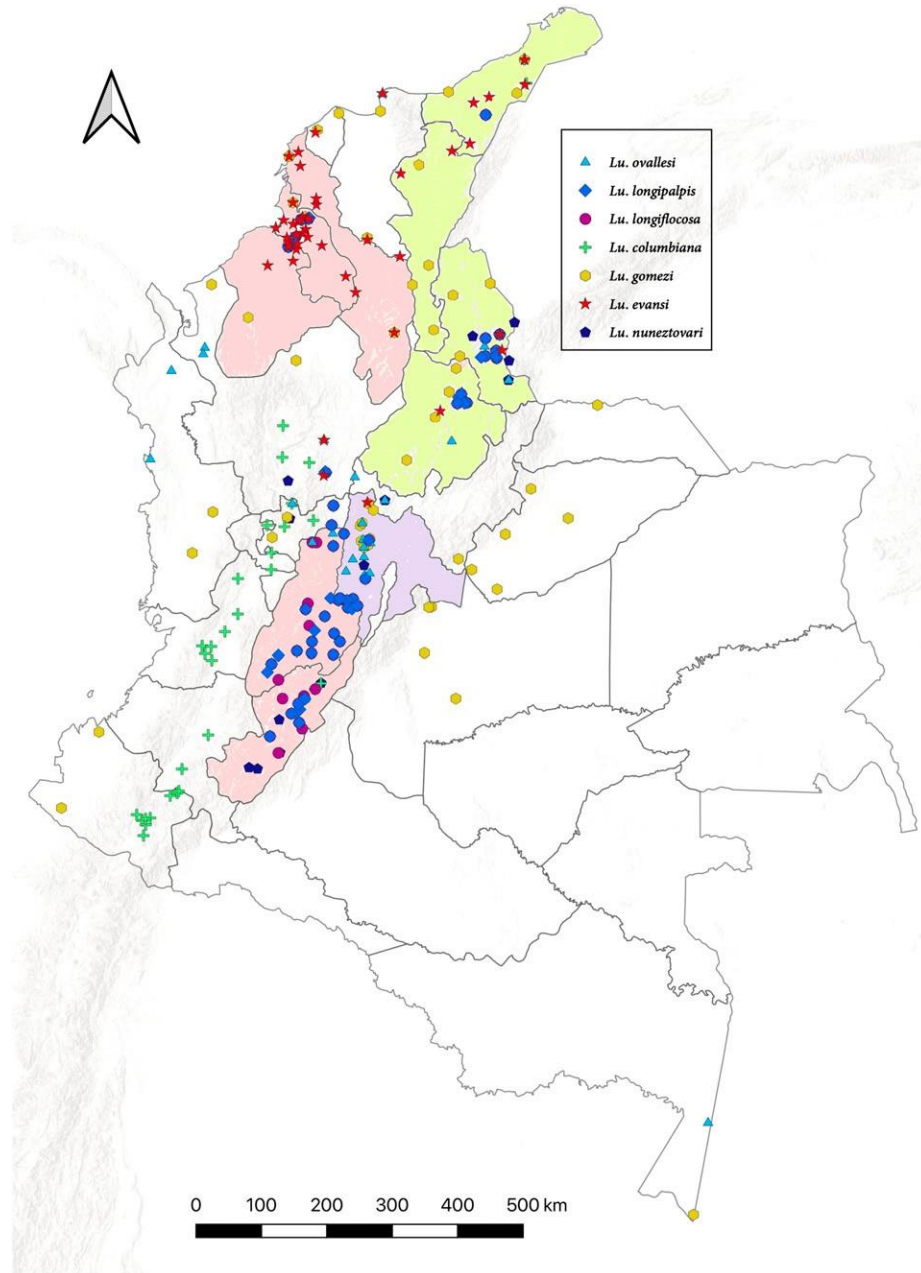 Lu. ovallesi
Lu. longipalpis
Lu. longiflocosa
Lu. columbiana
Lu. gomezi
Lu. evansi
Lu. nuneztovari
0 100 200 300 400 500 km